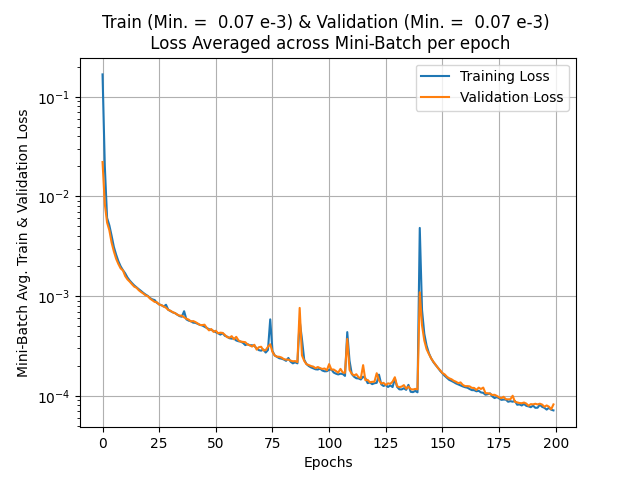 Train (Min. =  0.07 e-3) & Validation (Min. =  0.07 e-3)
Loss Averaged across Mini-Batch per epoch
Training Loss
Validation Loss
Mini-Batch Avg. Train & Validation Loss
10⁻¹
10⁻²
10⁻³
10⁻⁴
0 25 50 75 100 125 150 175 200
Epochs